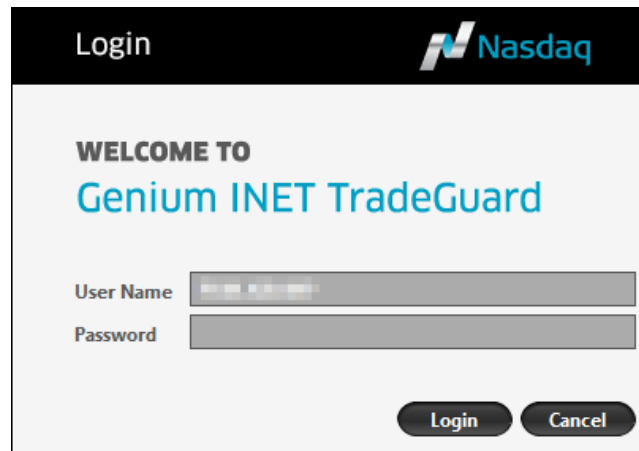 Login
Nasdaq
WELCOME TO
Genium INET TradeGuard
User Name
Password
Login
Cancel